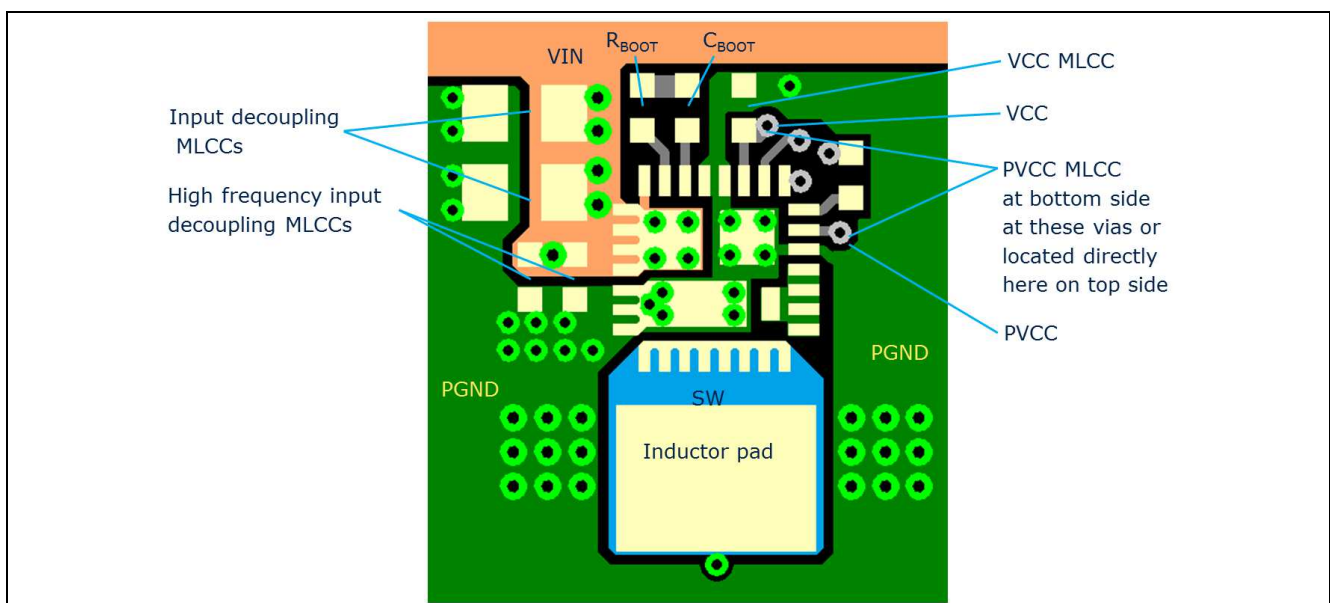 VIN
RBOOT
CBOOT
VCC MLCC
Input decoupling
MLCCs
VCC
PVCC MLCC
at bottom side
at these vias or
located directly
here on top side
High frequency input
decoupling MLCCs
PVCC
PGND
PGND
SW
Inductor pad